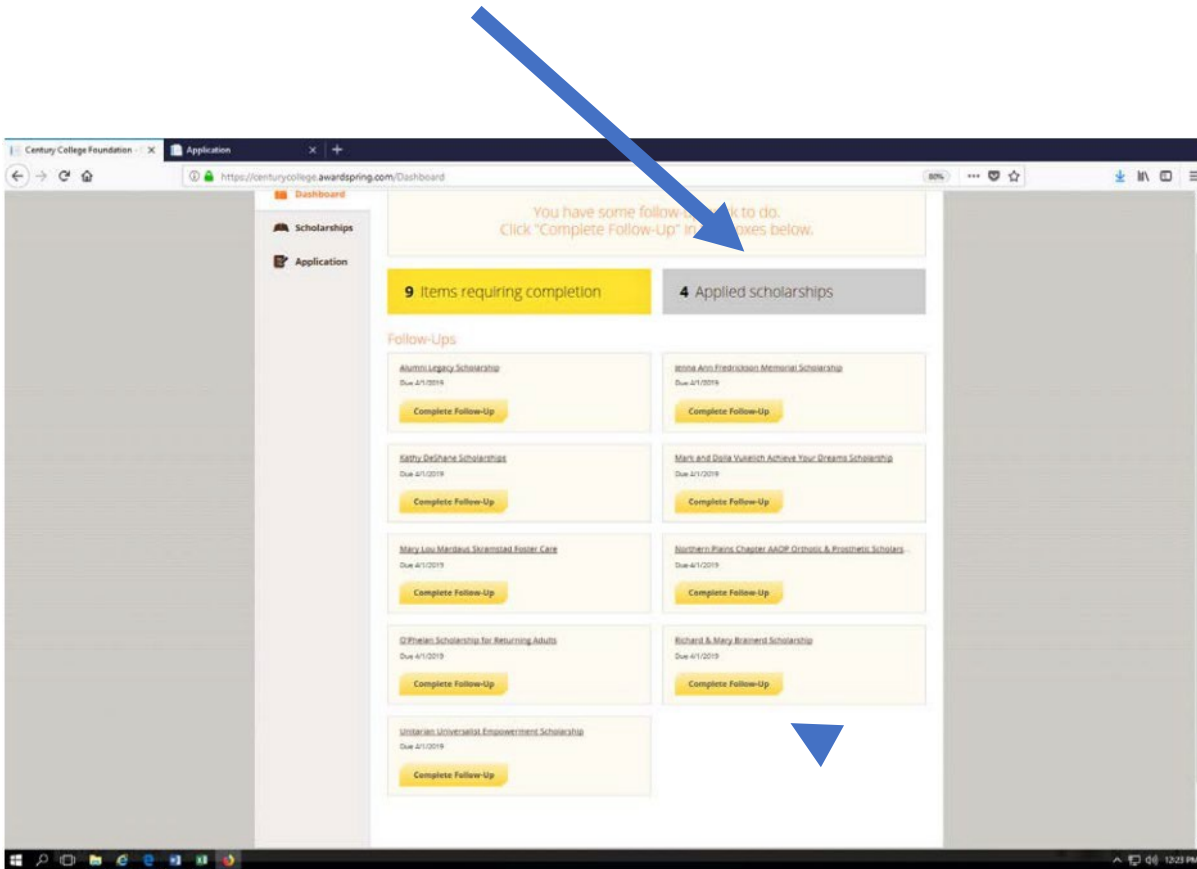 Century College Foundation -
Application
https://centurycollege.awardspring.com/Dashboard
80%
Dashboard
Scholarships
Application
You have some follow-up work to do.
Click "Complete Follow-Up" in boxes below.
9 Items requiring completion
4 Applied scholarships
Follow-Ups
Alumni Legacy Scholarship
Due 4/1/2019
Complete Follow-Up
Jenna Ann Fredrickson Memorial Scholarship
Due 4/1/2019
Complete Follow-Up
Kathy DeShane Scholarships
Due 4/1/2019
Complete Follow-Up
Mark and Dalia Vukelich Achieve Your Dreams Scholarship
Due 4/1/2019
Complete Follow-Up
Mary Lou Mardaus Skramstad Foster Care
Due 4/1/2019
Complete Follow-Up
Northern Plains Chapter AAOP Orthotic & Prosthetic Scholars...
Due 4/1/2019
Complete Follow-Up
O'Phelan Scholarship for Returning Adults
Due 4/1/2019
Complete Follow-Up
Richard & Mary Brainerd Scholarship
Due 4/1/2019
Complete Follow-Up
Unitarian Universalist Empowerment Scholarship
Due 4/1/2019
Complete Follow-Up
12:23 PM